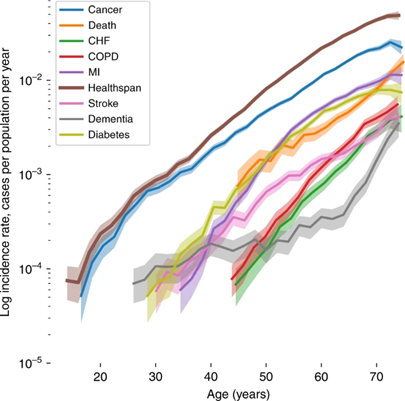 Cancer
Death
CHF
COPD
MI
Healthspan
Stroke
Dementia
Diabetes
Log incidence rate, cases per population per year
10⁻²
10⁻³
10⁻⁴
10⁻⁵
20 30 40 50 60 70
Age (years)